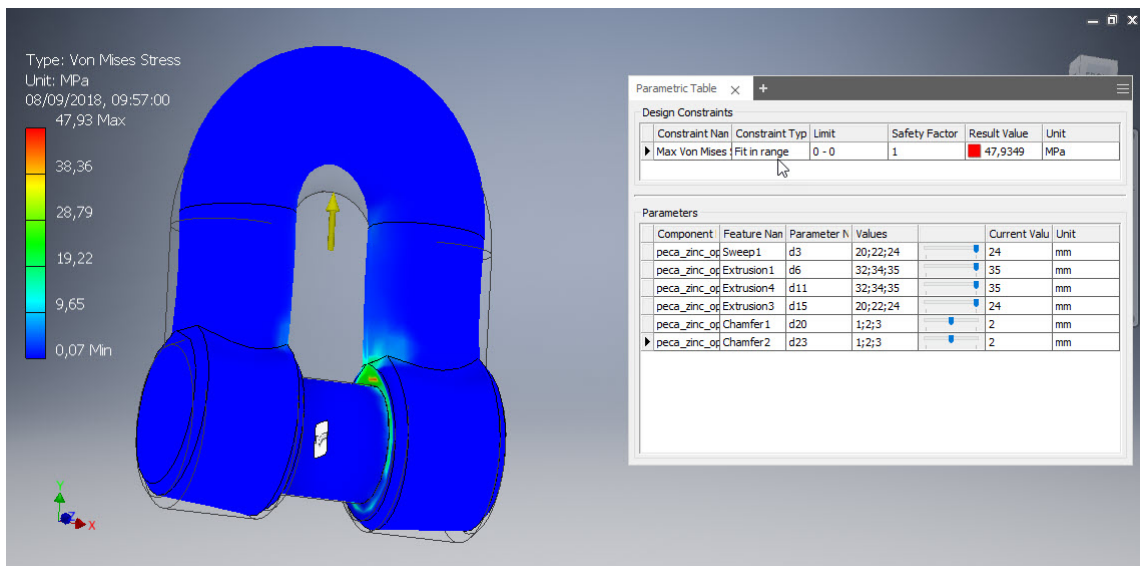 Type: Von Mises Stress
Unit: MPa
08/09/2018, 09:57:00
47,93 Max
38,36
28,79
19,22
9,65
0,07 Min
Y
Z
X
Parametric Table
Design Constraints
Constraint Nan Constraint Typ Limit Safety Factor Result Value Unit
Max Von Mises Fit in range 0 - 0 1 47,9349 MPa
Parameters
Component Feature Nan Parameter N Values Current Valu Unit
peca_zinc_op Sweep1 d3 20;22;24 24 mm
peca_zinc_op Extrusion1 d6 32;34;35 35 mm
peca_zinc_op Extrusion4 d11 32;34;35 35 mm
peca_zinc_op Extrusion3 d15 20;22;24 24 mm
peca_zinc_op Chamfer1 d20 1;2;3 2 mm
peca_zinc_op Chamfer2 d23 1;2;3 2 mm